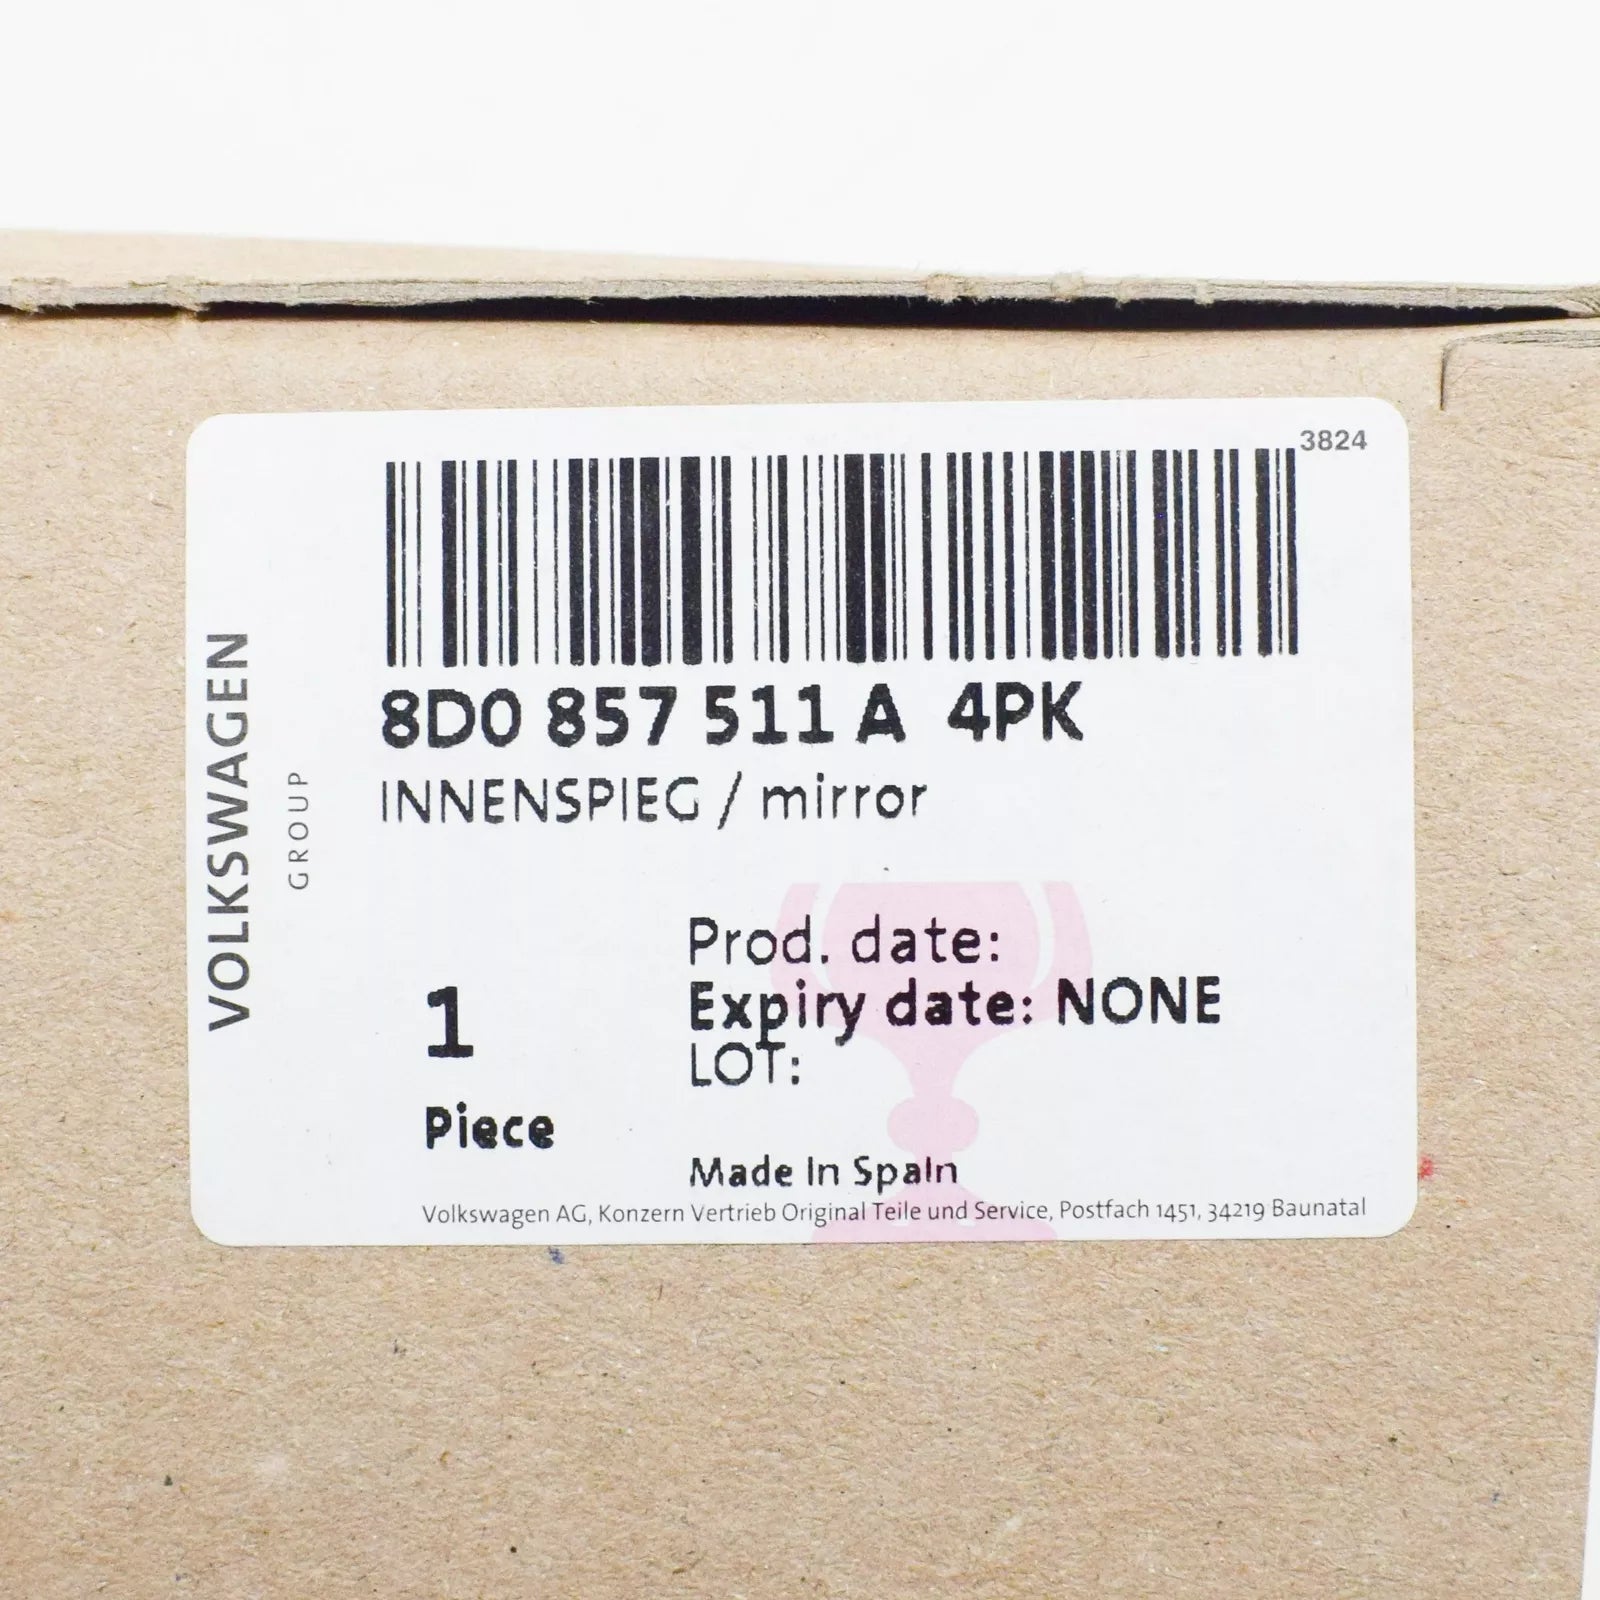 3824
8D0 857 511 A 4PK
INNENSPIEG / mirror
VOLKSWAGEN
GROUP
Prod. date:
Expiry date: NONE
LOT:
1
Piece
Made In Spain
Volkswagen AG, Konzern Vertrieb Original Teile und Service, Postfach 1451, 34219 Baunatal